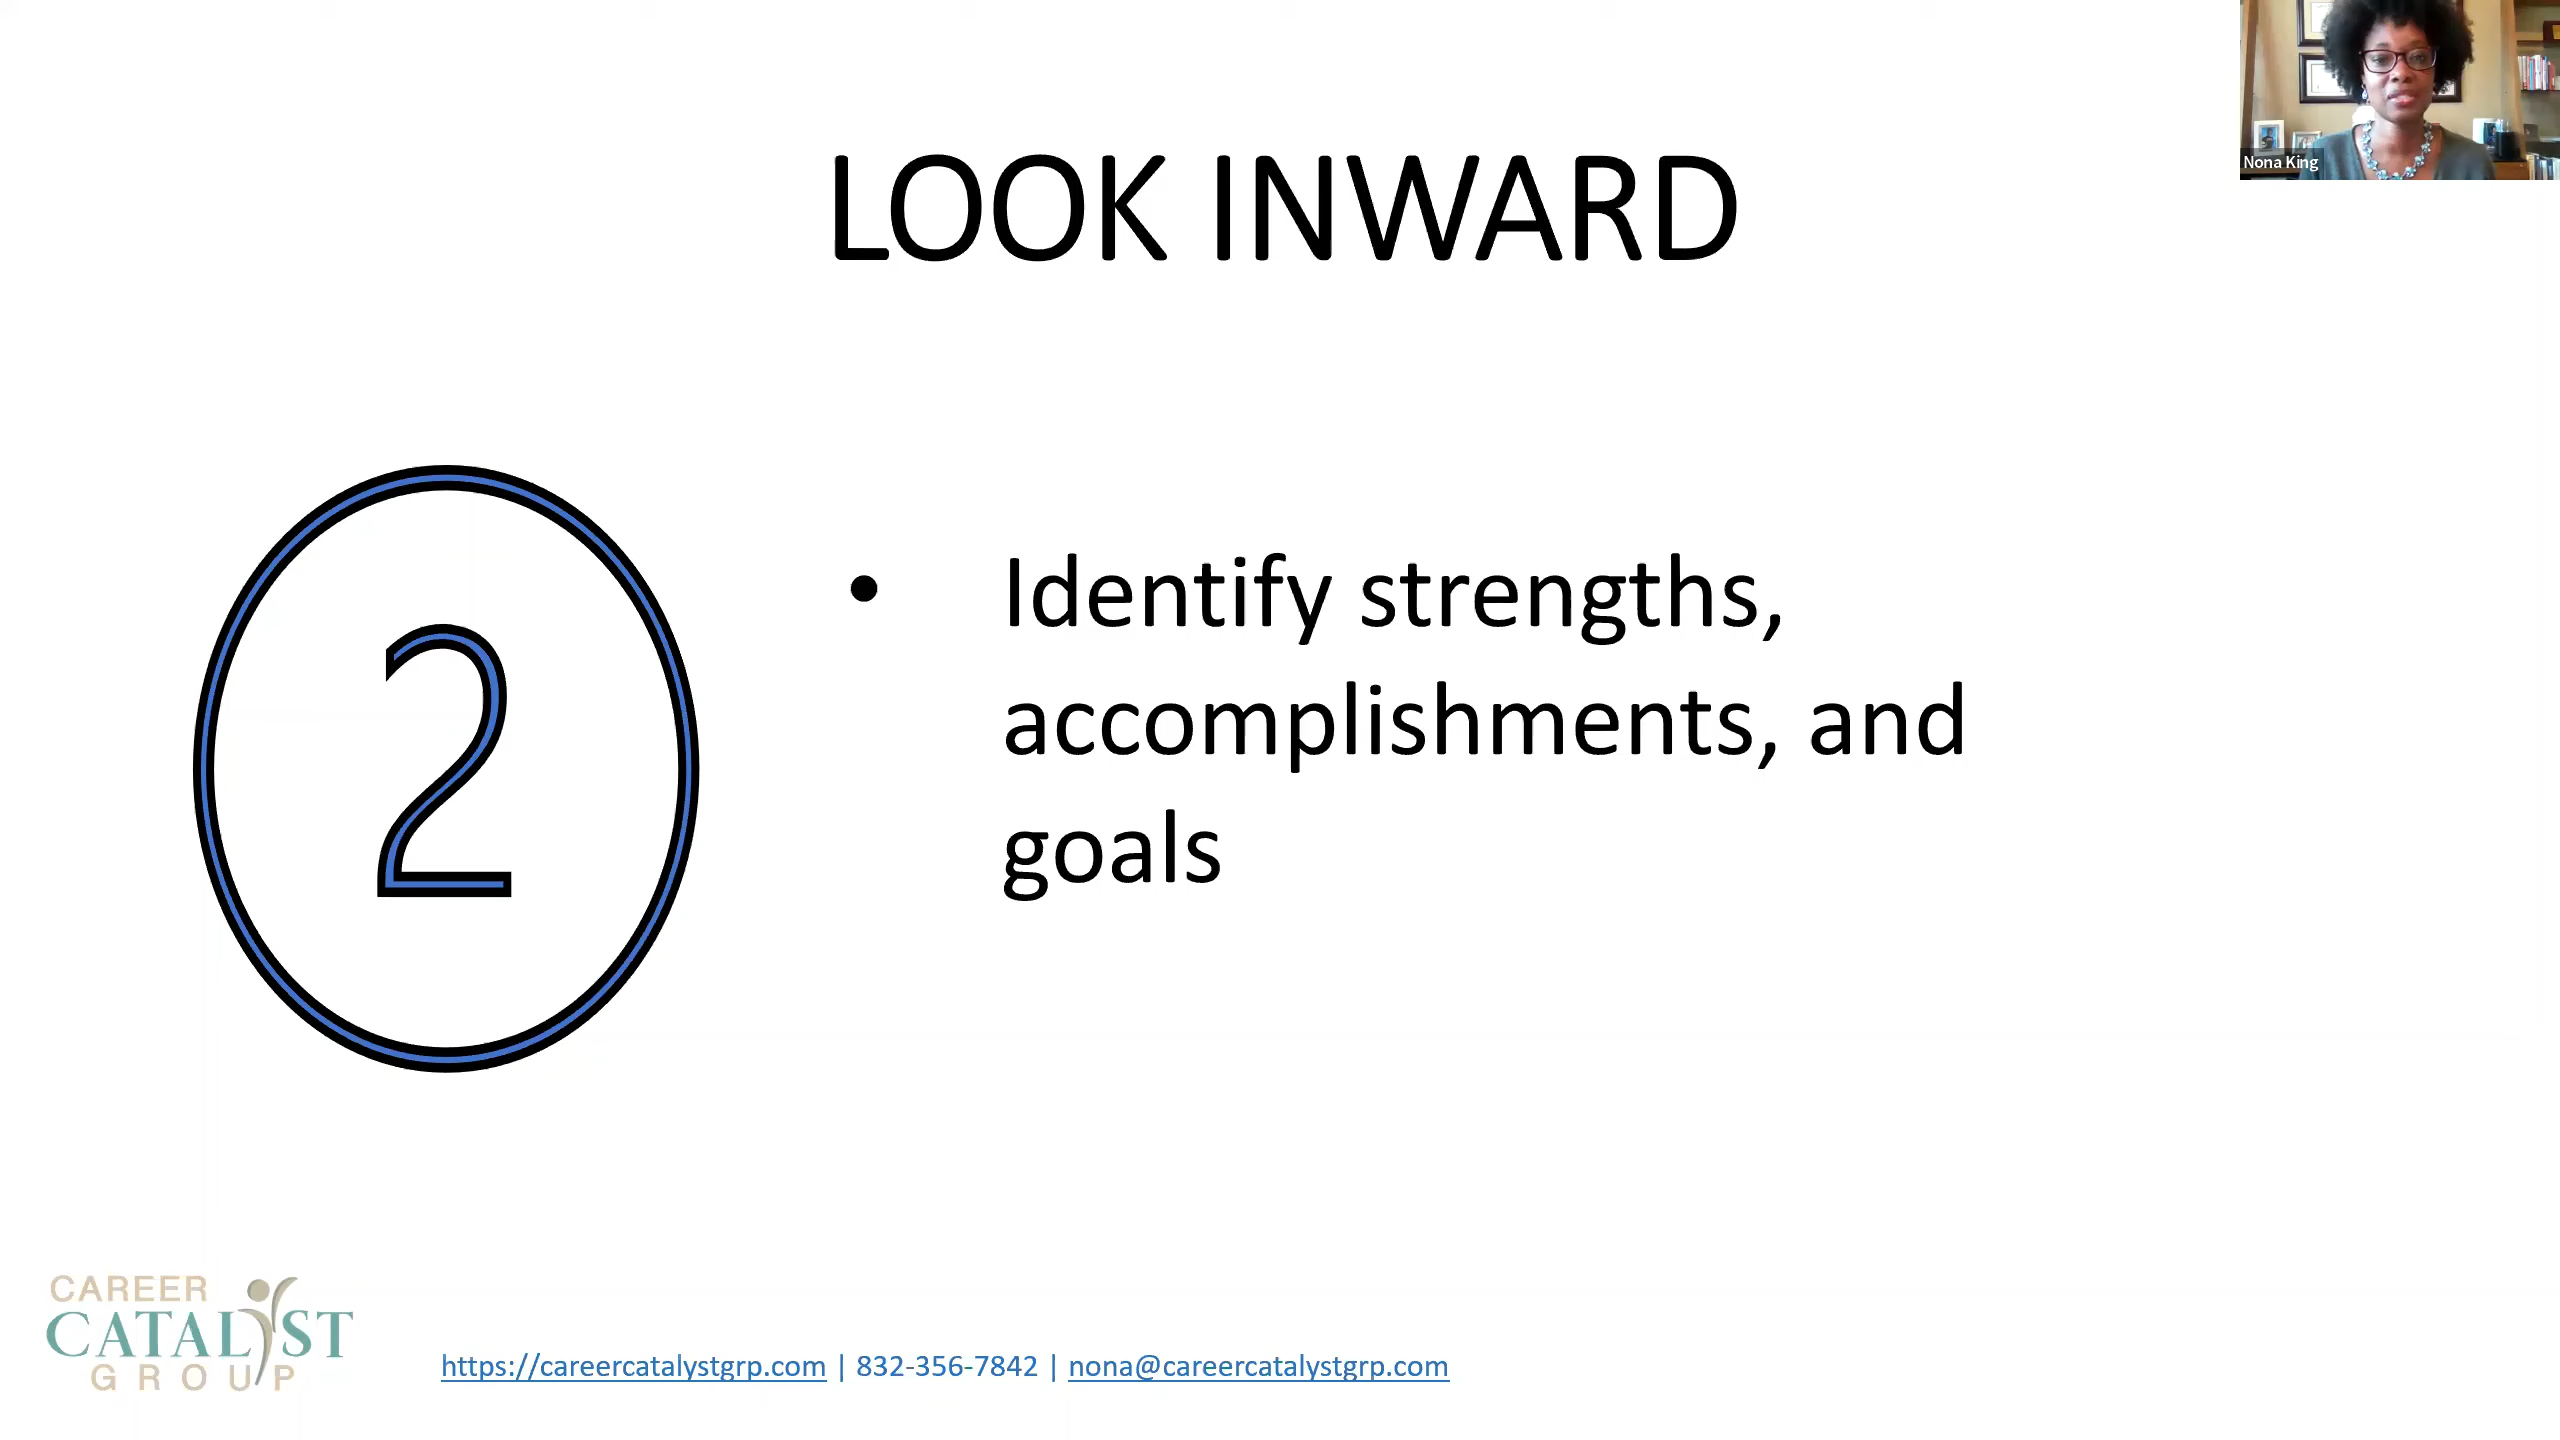 LOOK INWARD
Nona King
2
• Identify strengths,
accomplishments, and
goals
CAREER
CATALYST
GROUP
https://careercatalystgrp.com | 832-356-7842 | nona@careercatalystgrp.com